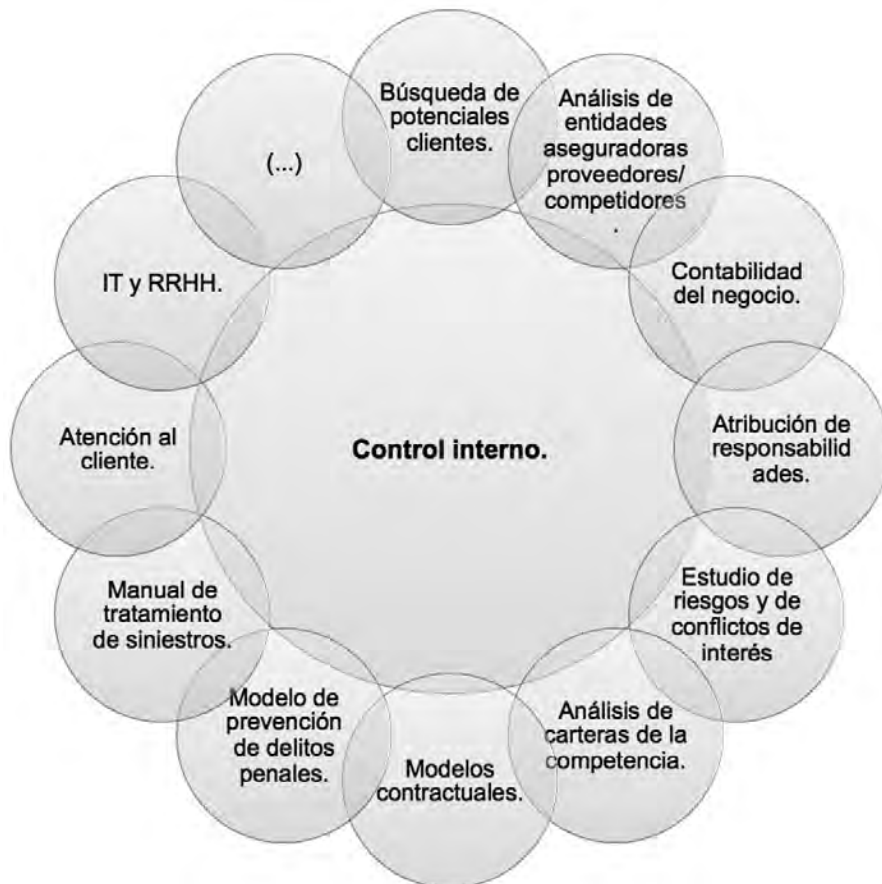 Búsqueda de
potenciales
clientes.
Análisis de
entidades
aseguradoras
proveedores/
competidores
.
Contabilidad
del negocio.
Atribución de
responsabilid
ades.
Estudio de
riesgos y de
conflictos de
interés
Análisis de
carteras de la
competencia.
Modelos
contractuales.
Modelo de
prevención
de delitos
penales.
Manual de
tratamiento
de siniestros.
Atención al
cliente.
IT y RRHH.
(...)
Control interno.